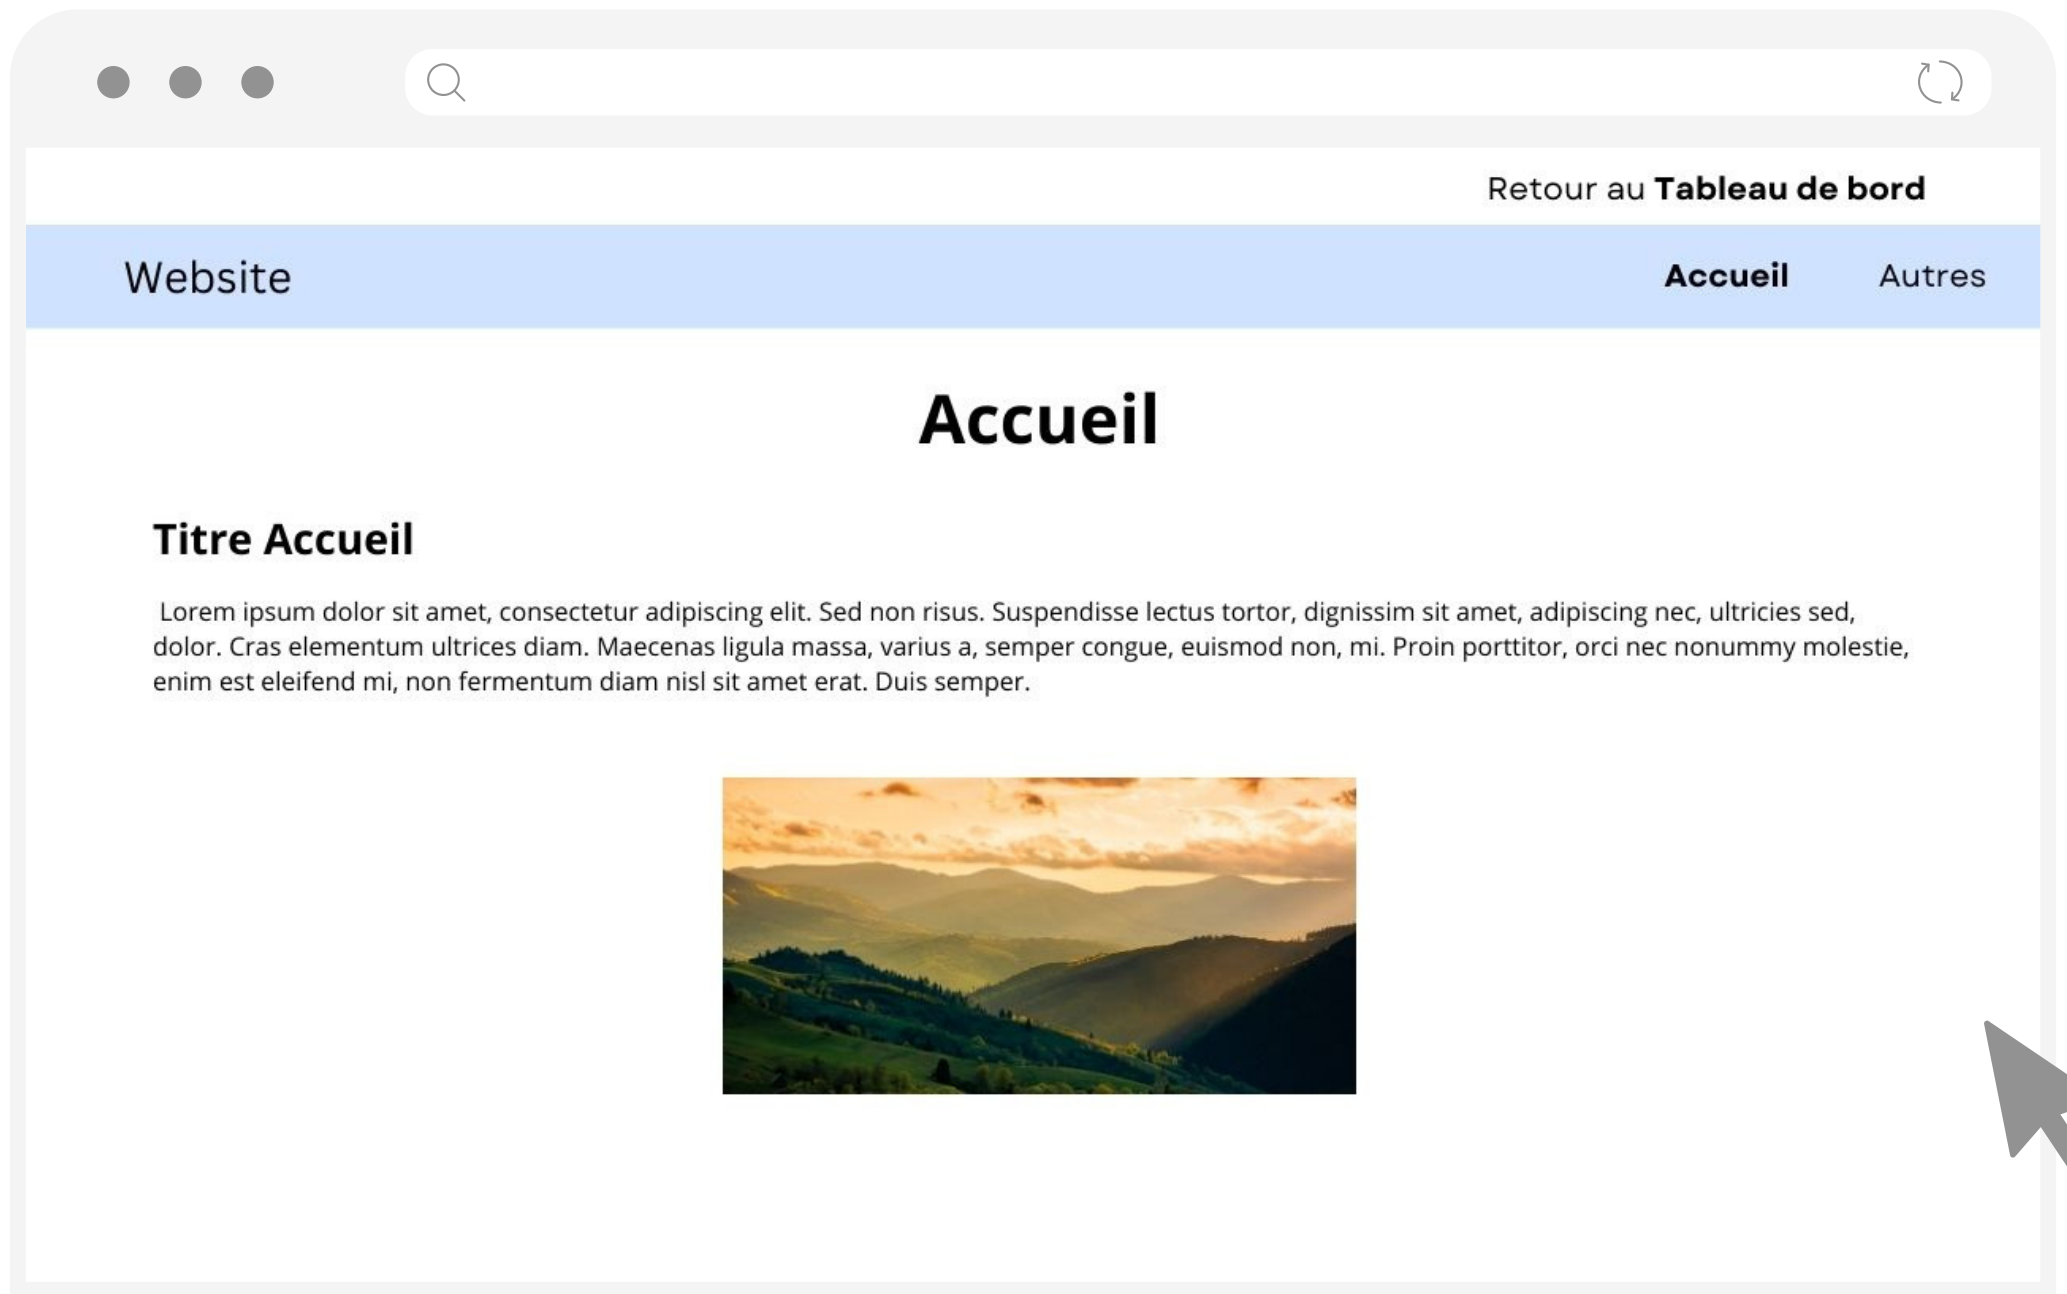 Retour au Tableau de bord
Website
Accueil
Autres
Accueil
Titre Accueil
Lorem ipsum dolor sit amet, consectetur adipiscing elit. Sed non risus. Suspendisse lectus tortor, dignissim sit amet, adipiscing nec, ultricies sed,
dolor. Cras elementum ultrices diam. Maecenas ligula massa, varius a, semper congue, euismod non, mi. Proin porttitor, orci nec nonummy molestie,
enim est eleifend mi, non fermentum diam nisl sit amet erat. Duis semper.